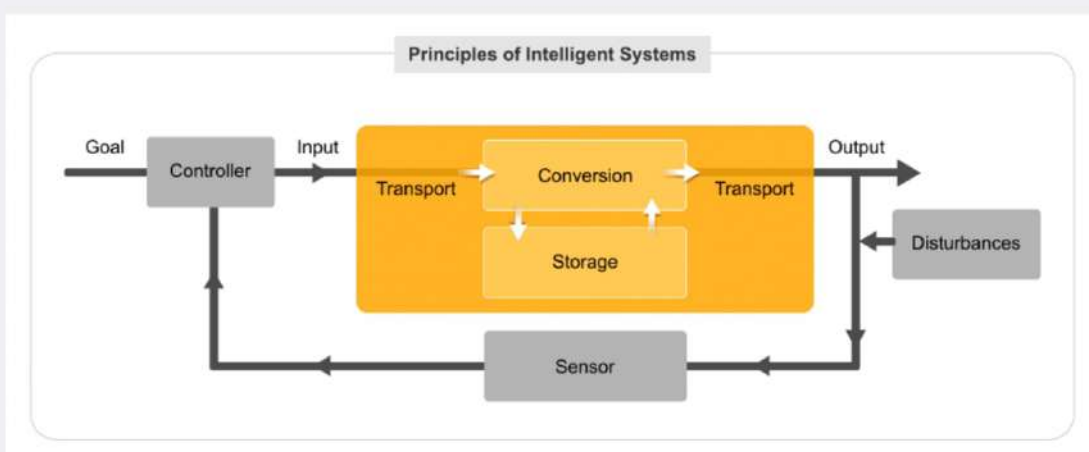 Principles of Intelligent Systems
Goal
Controller
Input
Transport
Conversion
Transport
Output
Storage
Disturbances
Sensor